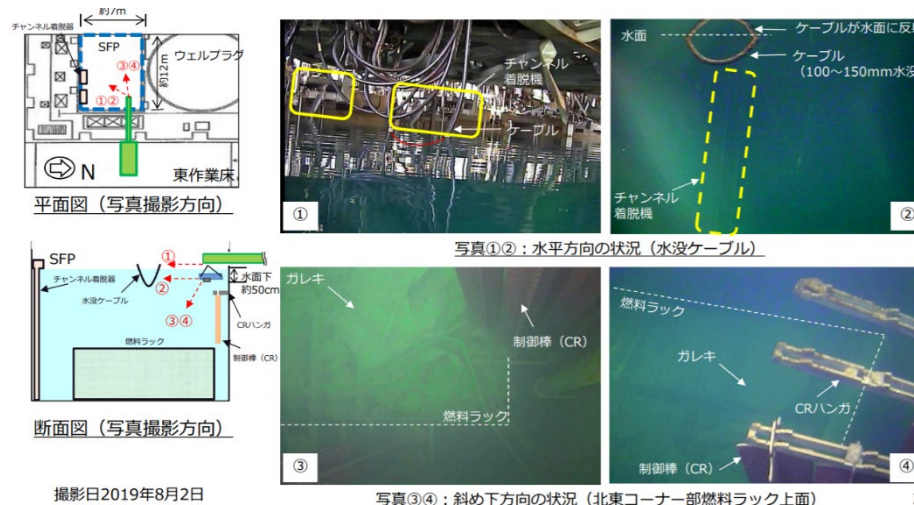 約7m
チャンネル着脱器
SFP
ウェルプラグ
約12m
③④
①②
N
東作業床
平面図（写真撮影方向）
SFP
①
チャンネル着脱器
水面下
約50cm
②
水没ケーブル
③④
CRハンガ
燃料ラック
制御棒（CR）
断面図（写真撮影方向）
撮影日2019年8月2日
チャンネル
着脱機
ケーブル
①
水面
ケーブルが水面に反
ケーブル
（100～150mm水没
チャンネル
着脱機
②
写真①②：水平方向の状況（水没ケーブル）
ガレキ
制御棒（CR）
燃料ラック
③
燃料ラック
ガレキ
CRハンガ
制御棒（CR）
④
写真③④：斜め下方向の状況（北東コーナー部燃料ラック上面）